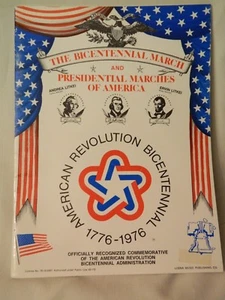 THE BICENTENNIAL MARCH
AND
PRESIDENTIAL MARCHES
OF AMERICA
AMERICAN REVOLUTION BICENTENNIAL
1776-1976
OFFICIALLY RECOGNIZED COMMEMORATIVE
OF THE AMERICAN REVOLUTION
BICENTENNIAL ADMINISTRATION